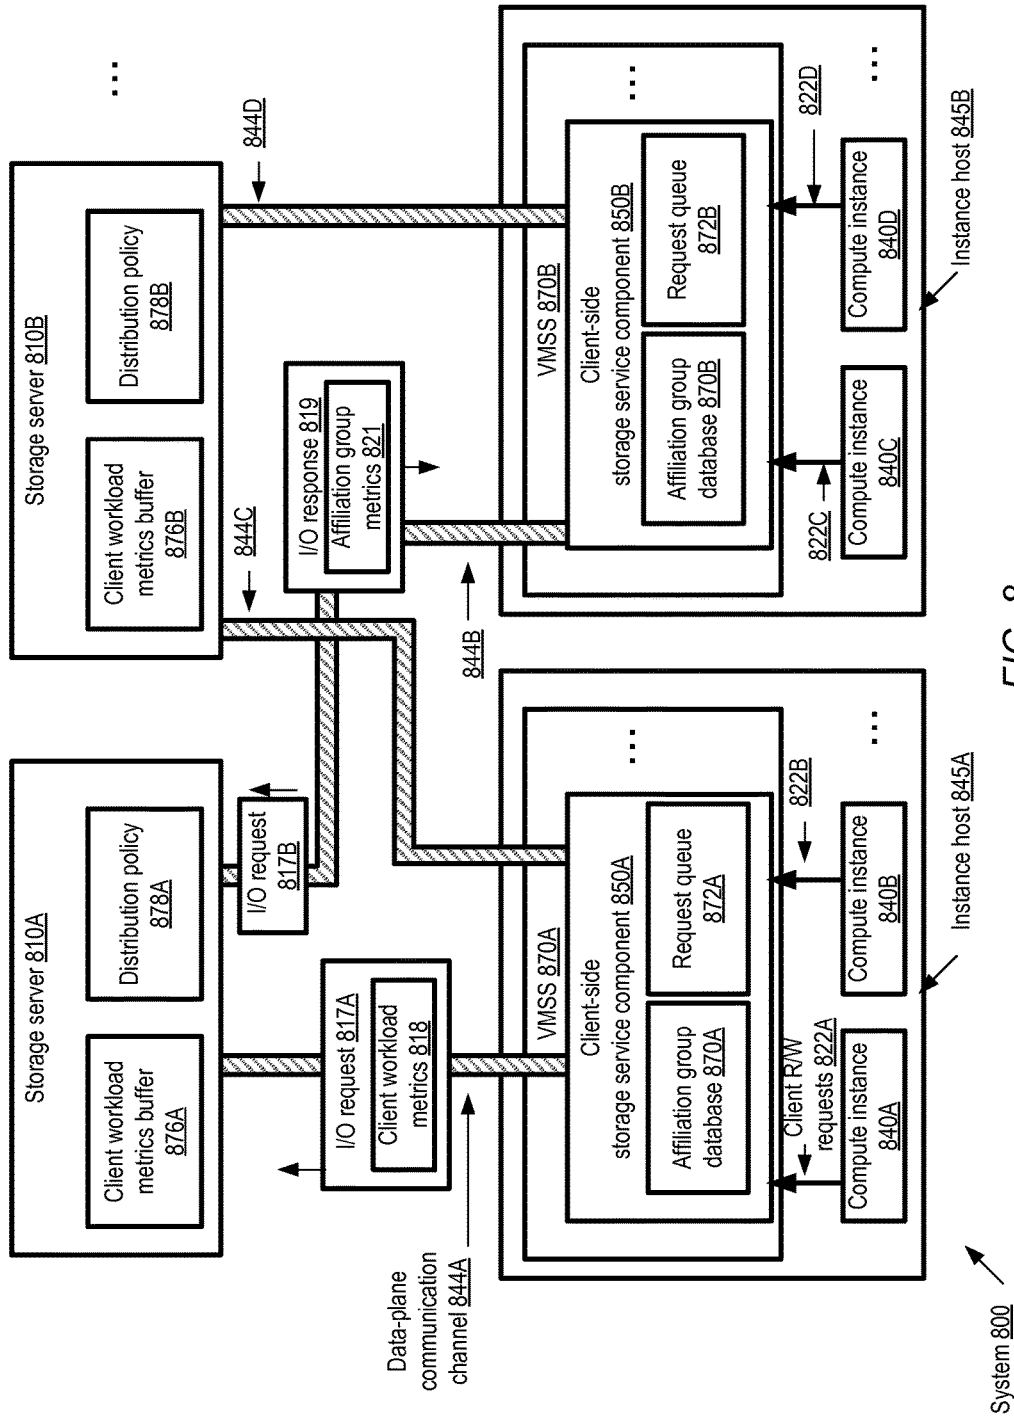 Storage server 810A
Client workload
metrics buffer
876A
Distribution policy
878A
Storage server 810B
Client workload
metrics buffer
876B
Distribution policy
878B
...
I/O request 817A
Client workload
metrics 818
I/O request
817B
844C
I/O response 819
Affiliation group
metrics 821
844D
Data-plane
communication
channel 844A
844B
VMSS 870A
Client-side
storage service component 850A
Affiliation group
database 870A
Request queue
872A
...
Client R/W
requests 822A
822B
Compute instance
840A
Compute instance
840B
...
Instance host 845A
VMSS 870B
Client-side
storage service component 850B
Affiliation group
database 870B
Request queue
872B
...
822C
822D
Compute instance
840C
Compute instance
840D
...
Instance host 845B
System 800
FIG. 8